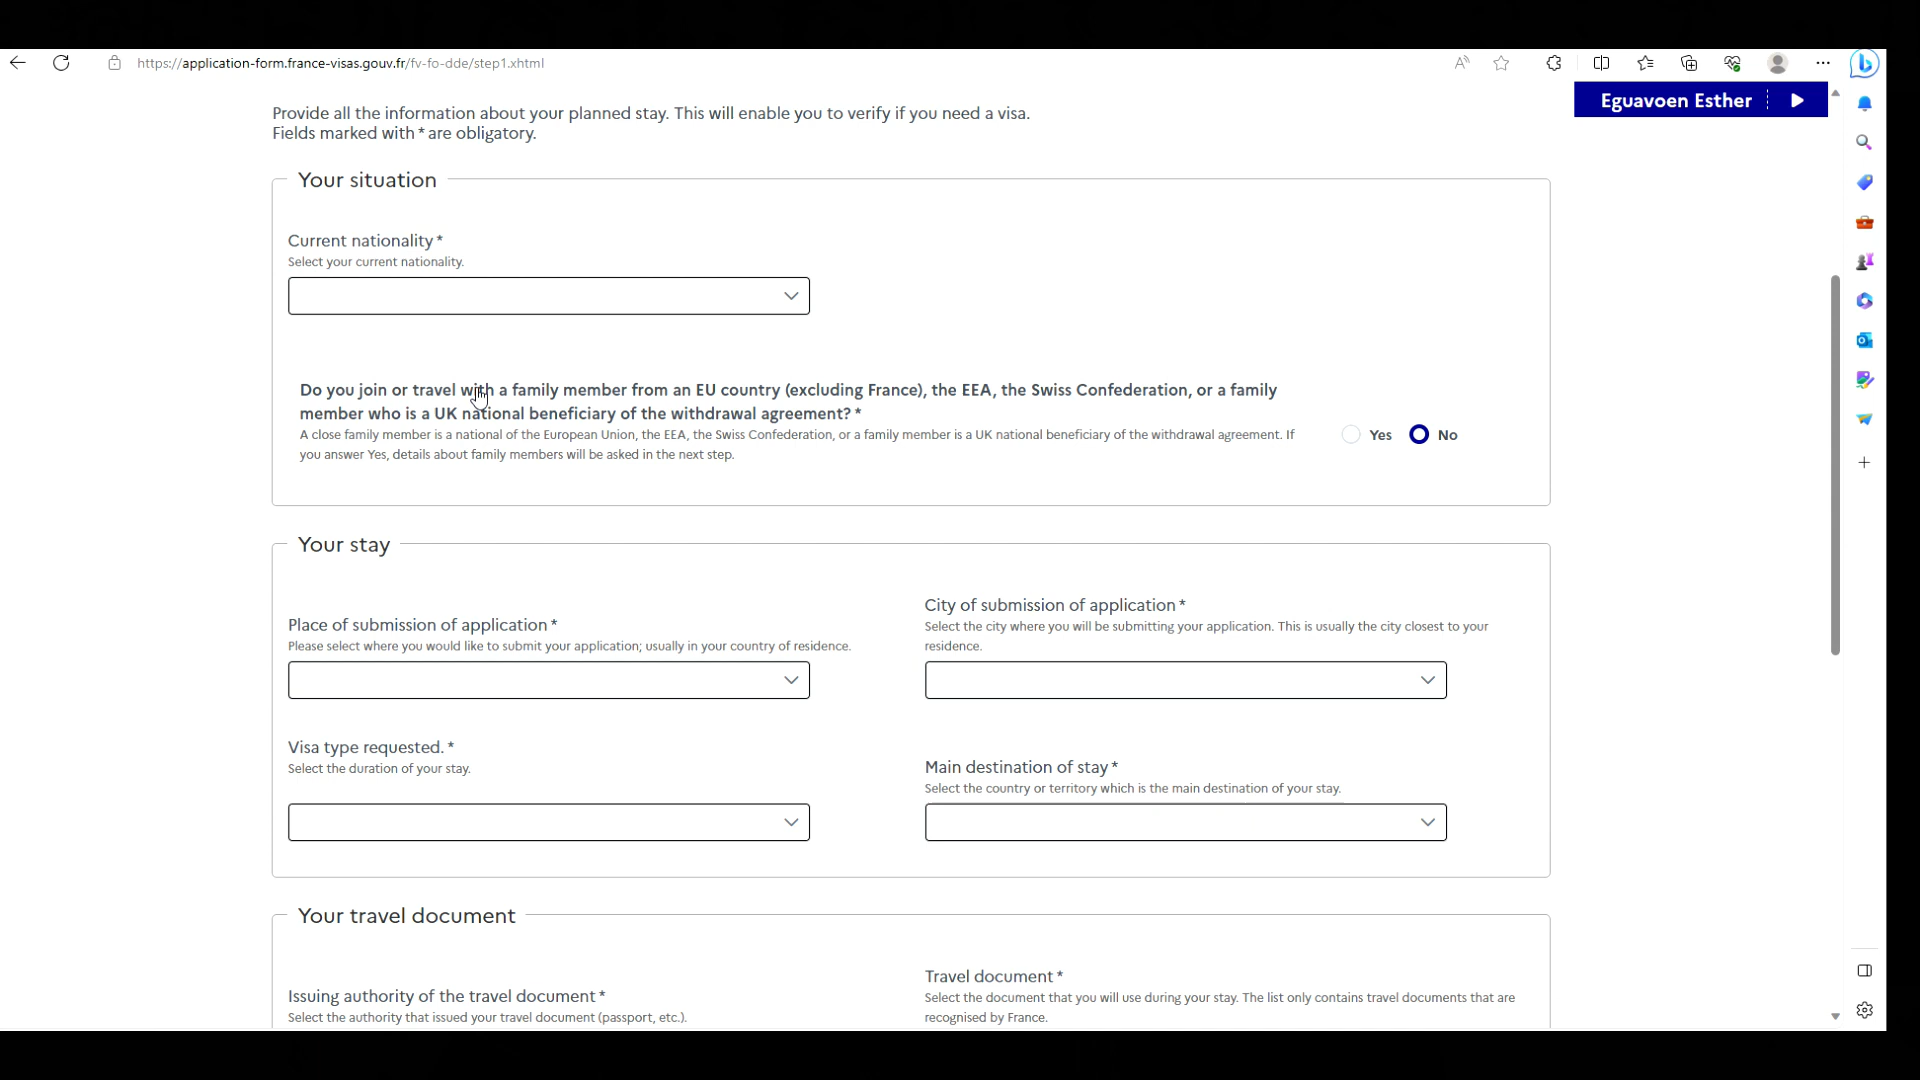 https://application-form.france-visas.gouv.fr/fv-fo-dde/step1.xhtml
Eguavoen Esther
Provide all the information about your planned stay. This will enable you to verify if you need a visa.
Fields marked with * are obligatory.
Your situation
Current nationality *
Select your current nationality.
Do you join or travel with a family member from an EU country (excluding France), the EEA, the Swiss Confederation, or a family
member who is a UK national beneficiary of the withdrawal agreement? *
A close family member is a national of the European Union, the EEA, the Swiss Confederation, or a family member is a UK national beneficiary of the withdrawal agreement. If
you answer Yes, details about family members will be asked in the next step.
Yes No
Your stay
Place of submission of application *
Please select where you would like to submit your application; usually in your country of residence.
City of submission of application *
Select the city where you will be submitting your application. This is usually the city closest to your
residence.
Visa type requested. *
Select the duration of your stay.
Main destination of stay *
Select the country or territory which is the main destination of your stay.
Your travel document
Issuing authority of the travel document *
Select the authority that issued your travel document (passport, etc.).
Travel document *
Select the document that you will use during your stay. The list only contains travel documents that are
recognised by France.